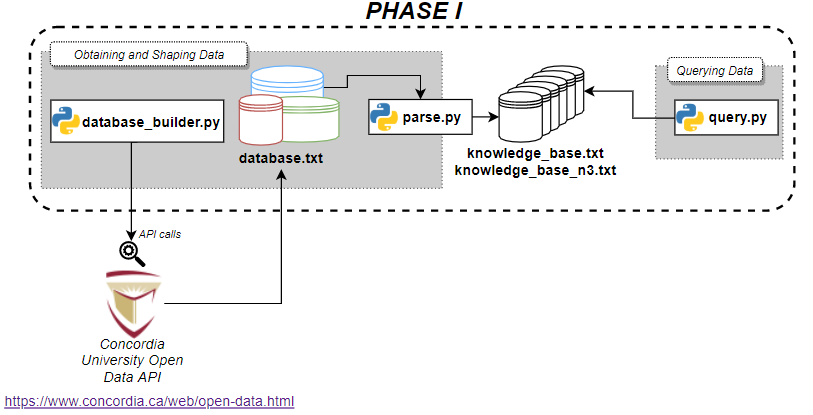 PHASE I
Obtaining and Shaping Data
Querying Data
database_builder.py
parse.py
query.py
database.txt
knowledge_base.txt
knowledge_base_n3.txt
API calls
Concordia
University Open
Data API
https://www.concordia.ca/web/open-data.html